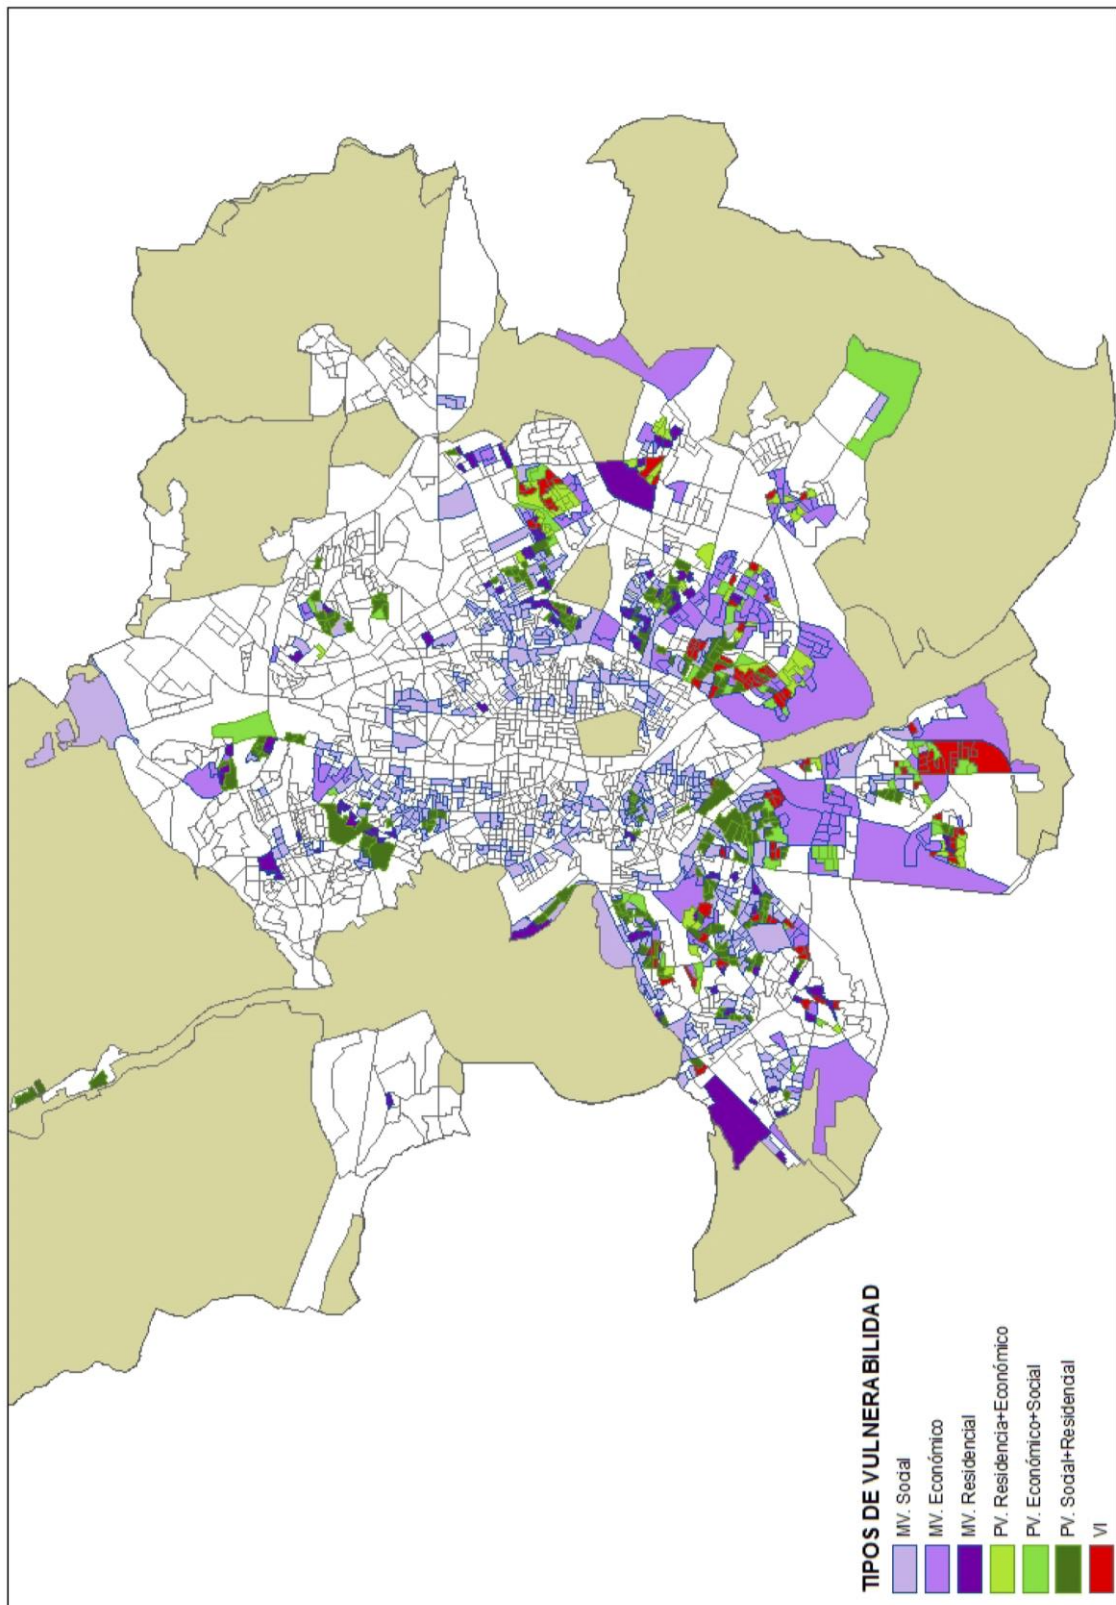 TIPOS DE VULNERABILIDAD
MV. Social
MV. Económico
MV. Residencial
PV. Residencia+Económico
PV. Económico+Social
PV. Social+Residencial
VI